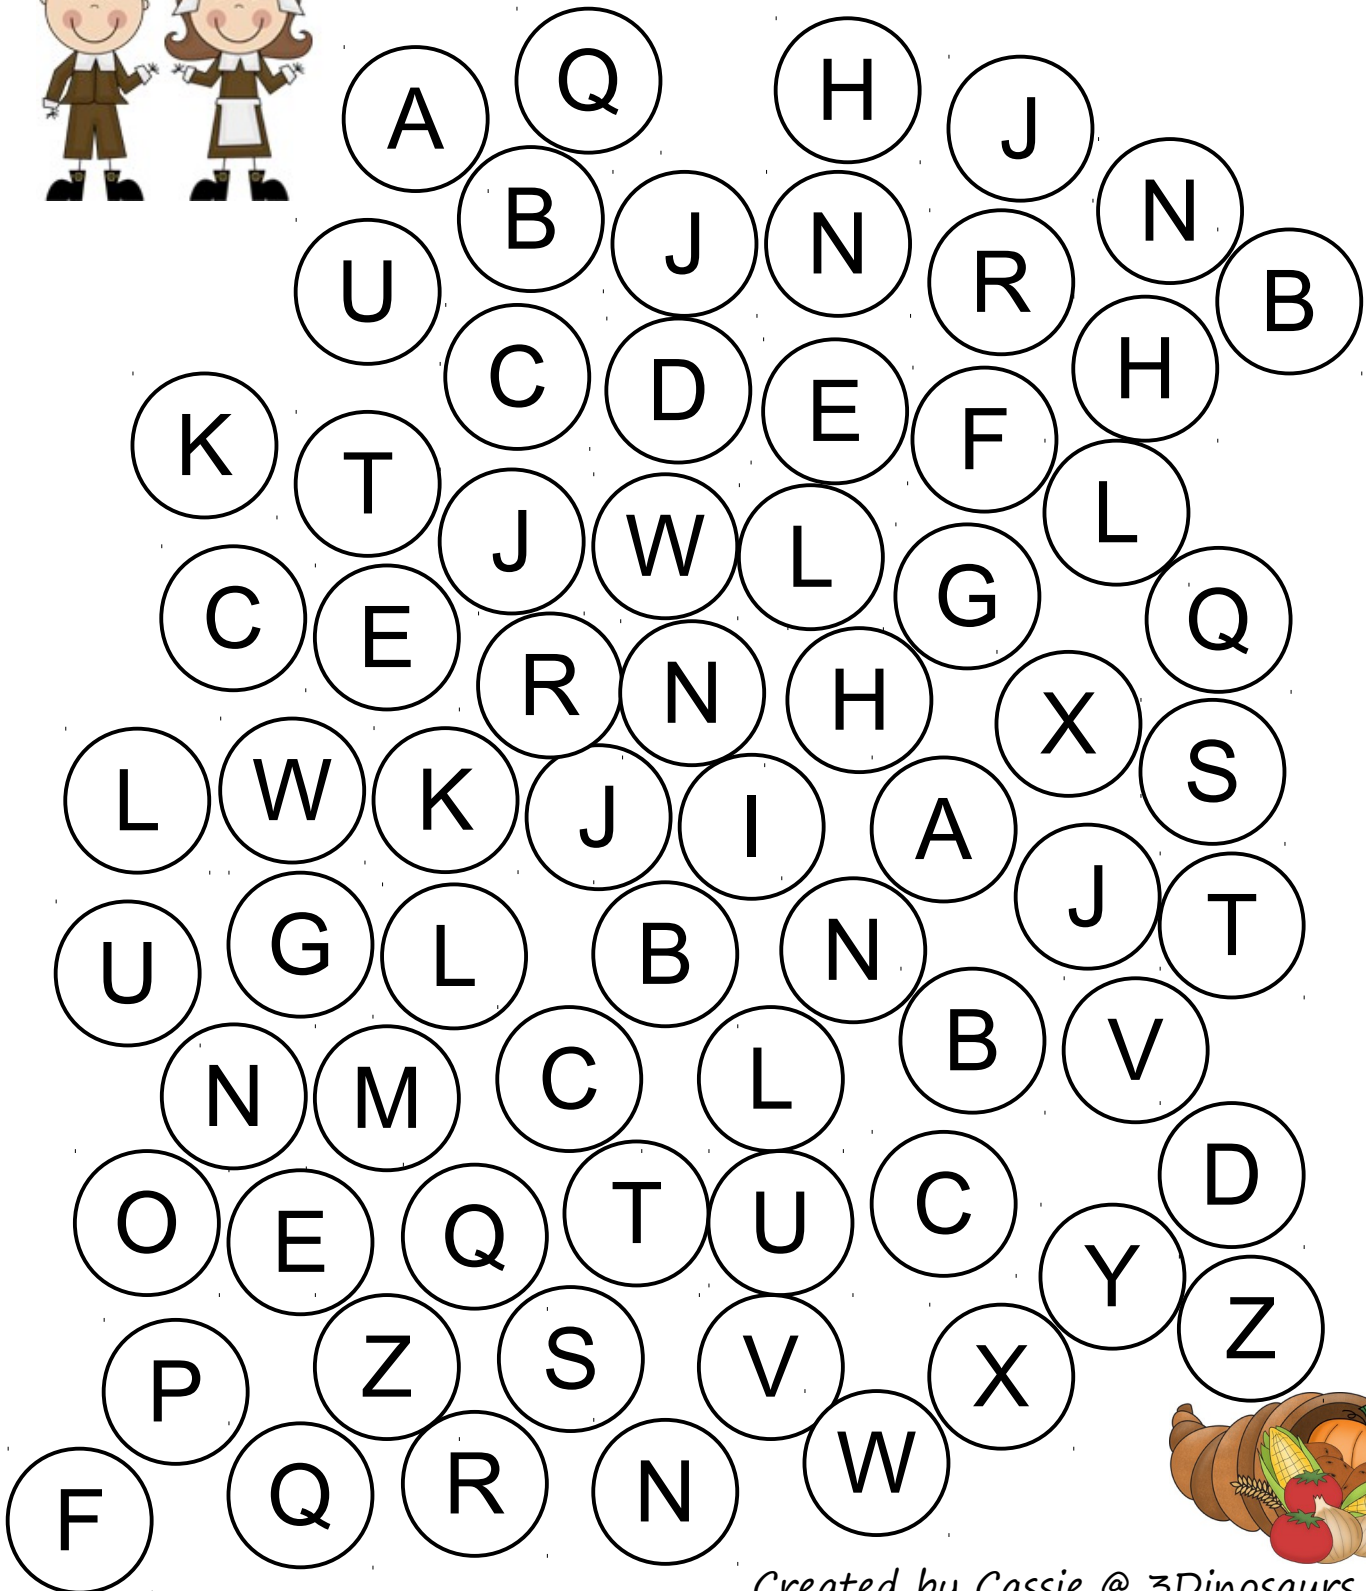 A Q H J
B J N N
U R B
C D E F H
K T J W L L
C E R N H G Q
X S
L W K J I A
J T
U G L B N
N M C L B V
O E Q T U C D
Y Z
P Z S V X
F Q R N W
Created by Cassie @ 3Dinosaurs